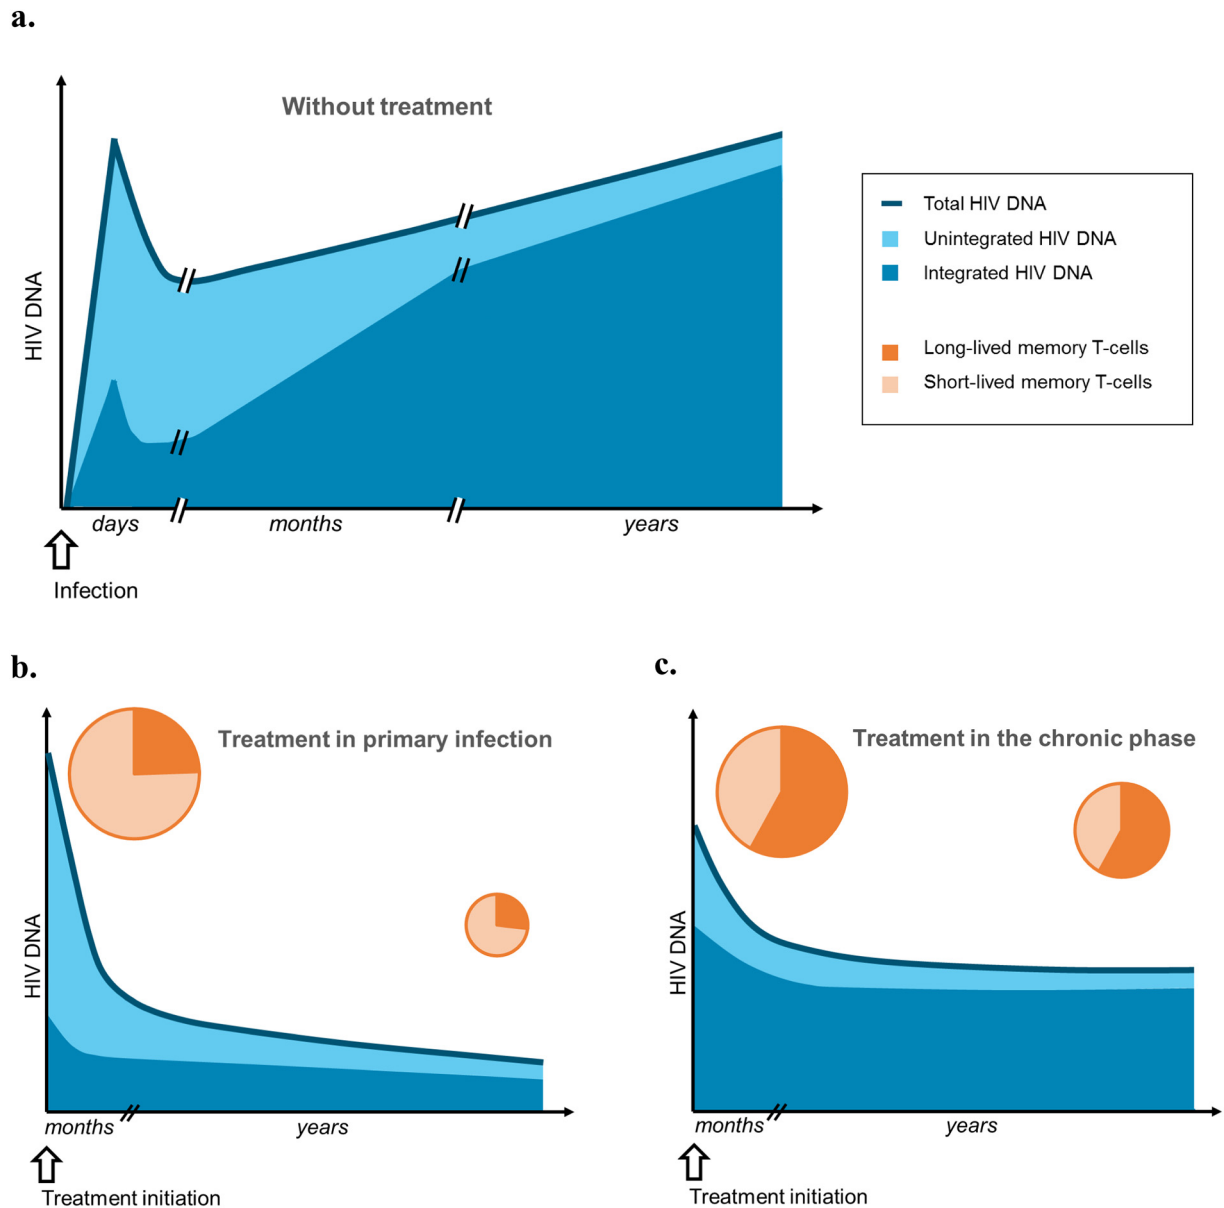 a.
Without treatment
HIV DNA
Total HIV DNA
Unintegrated HIV DNA
Integrated HIV DNA
Long-lived memory T-cells
Short-lived memory T-cells
days
months
years
Infection
b.
Treatment in primary infection
HIV DNA
months
years
Treatment initiation
c.
Treatment in the chronic phase
HIV DNA
months
years
Treatment initiation